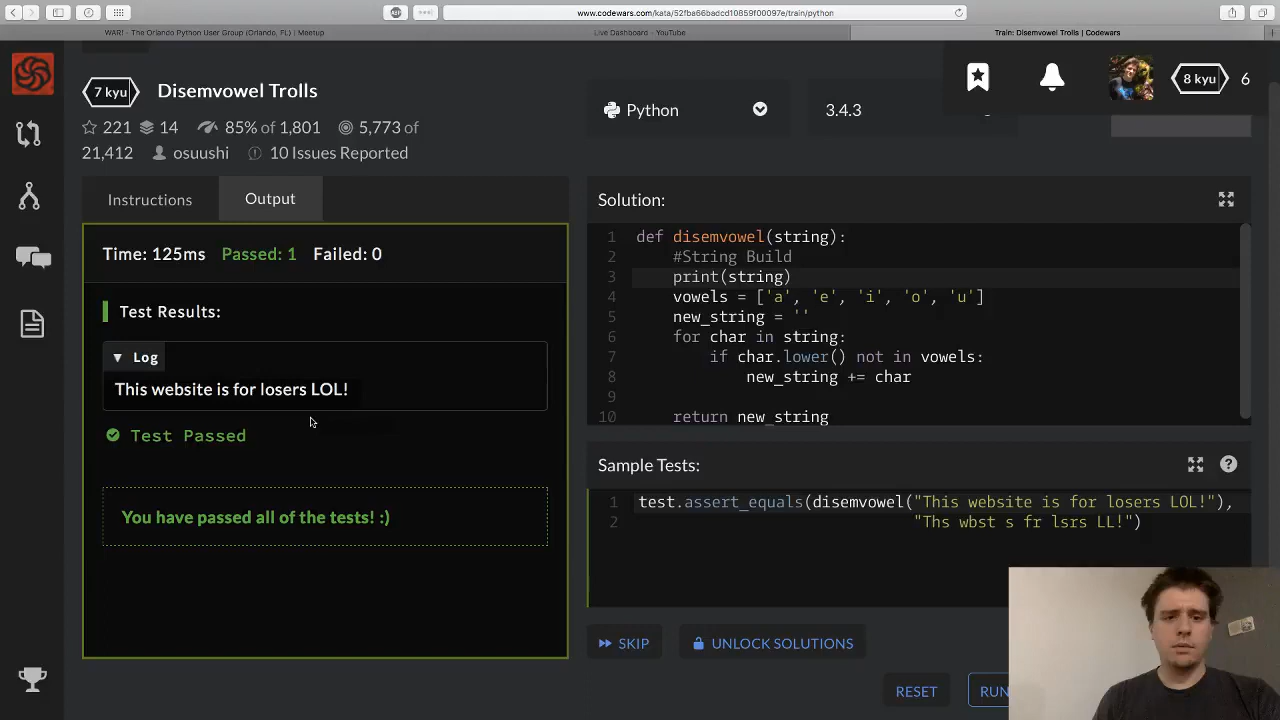 www.codewars.com/kata/52fba66badcd10859f00097e/train/python
WAR! - The Orlando Python User Group (Orlando, FL) | Meetup
Live Dashboard - YouTube
Train: Disemvowel Trolls | Codewars
7 kyu
Disemvowel Trolls
8 kyu
6
221 14 85% of 1,801 5,773 of
21,412 osuushi 10 Issues Reported
Python
3.4.3
Instructions
Output
Time: 125ms Passed: 1 Failed: 0
Test Results:
▼ Log
This website is for losers LOL!
Test Passed
You have passed all of the tests! :)
Solution:
1 def disemvowel(string):
2 #String Build
3 print(string)
4 vowels = ['a', 'e', 'i', 'o', 'u']
5 new_string = ''
6 for char in string:
7 if char.lower() not in vowels:
8 new_string += char
9
10 return new_string
Sample Tests:
?
1 test.assert_equals(disemvowel("This website is for losers LOL!"),
2 "Ths wbst s fr lsrs LL!")
SKIP
UNLOCK SOLUTIONS
RESET
RUN